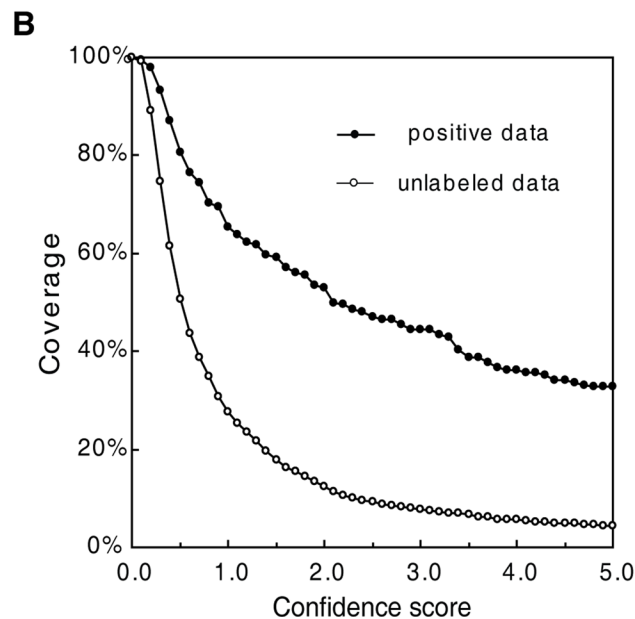 B
100%
80%
60%
40%
20%
0%
Coverage
positive data
unlabeled data
0.0 1.0 2.0 3.0 4.0 5.0
Confidence score